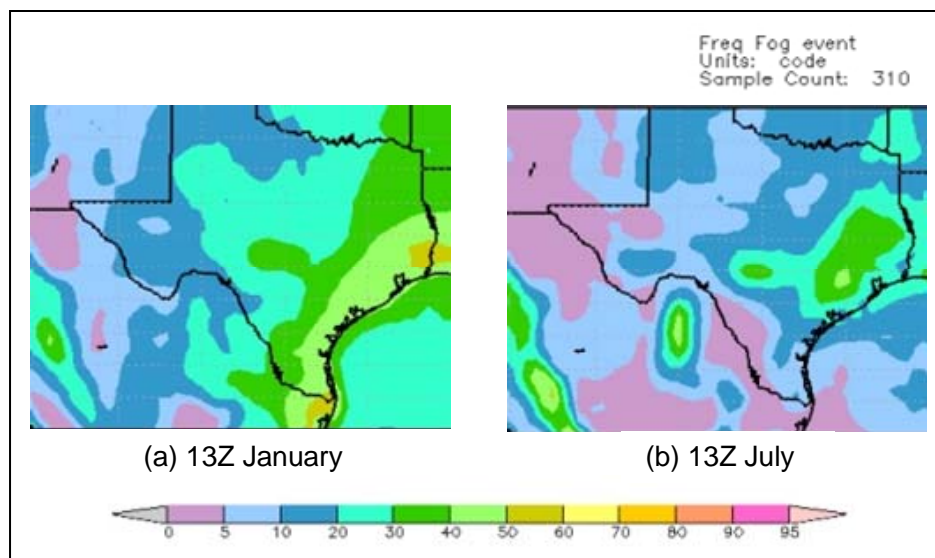 Freq Fog event
Units: code
Sample Count: 310
(a) 13Z January
(b) 13Z July
0 5 10 20 30 40 50 60 70 80 90 95